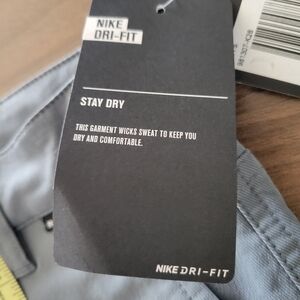 NIKE
DRI-FIT
STAY DRY
THIS GARMENT WICKS SWEAT TO KEEP YOU
DRY AND COMFORTABLE.
NIKE DRI-FIT